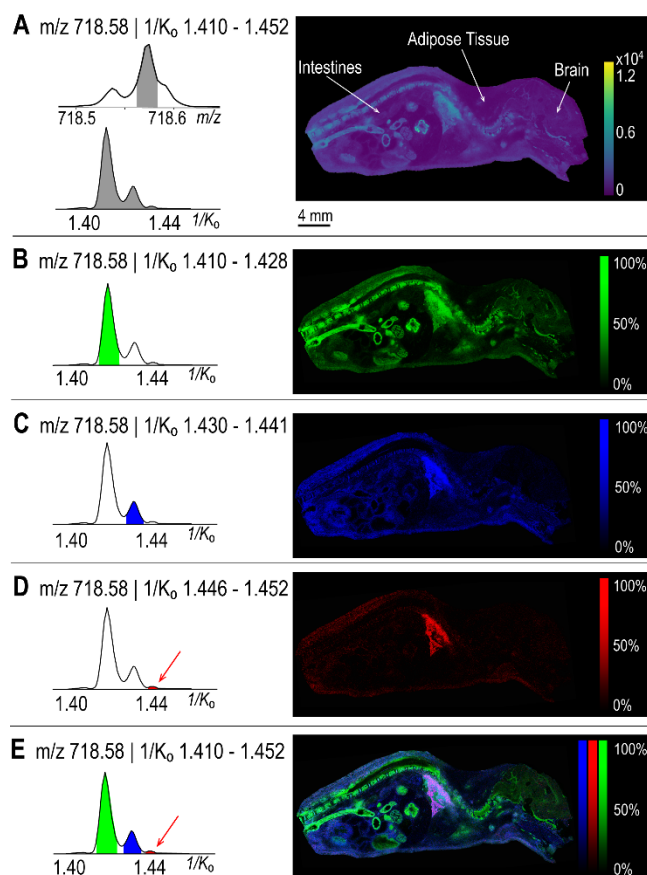 A m/z 718.58 | 1/K₀ 1.410 - 1.452
718.5 718.6 m/z
1.40 1.44 1/K₀
Intestines
Adipose Tissue
Brain
x10⁴
1.2
0.6
0
4 mm
B m/z 718.58 | 1/K₀ 1.410 - 1.428
1.40 1.44 1/K₀
100%
50%
0%
C m/z 718.58 | 1/K₀ 1.430 - 1.441
1.40 1.44 1/K₀
100%
50%
0%
D m/z 718.58 | 1/K₀ 1.446 - 1.452
1.40 1.44 1/K₀
100%
50%
0%
E m/z 718.58 | 1/K₀ 1.410 - 1.452
1.40 1.44 1/K₀
100%
50%
0%